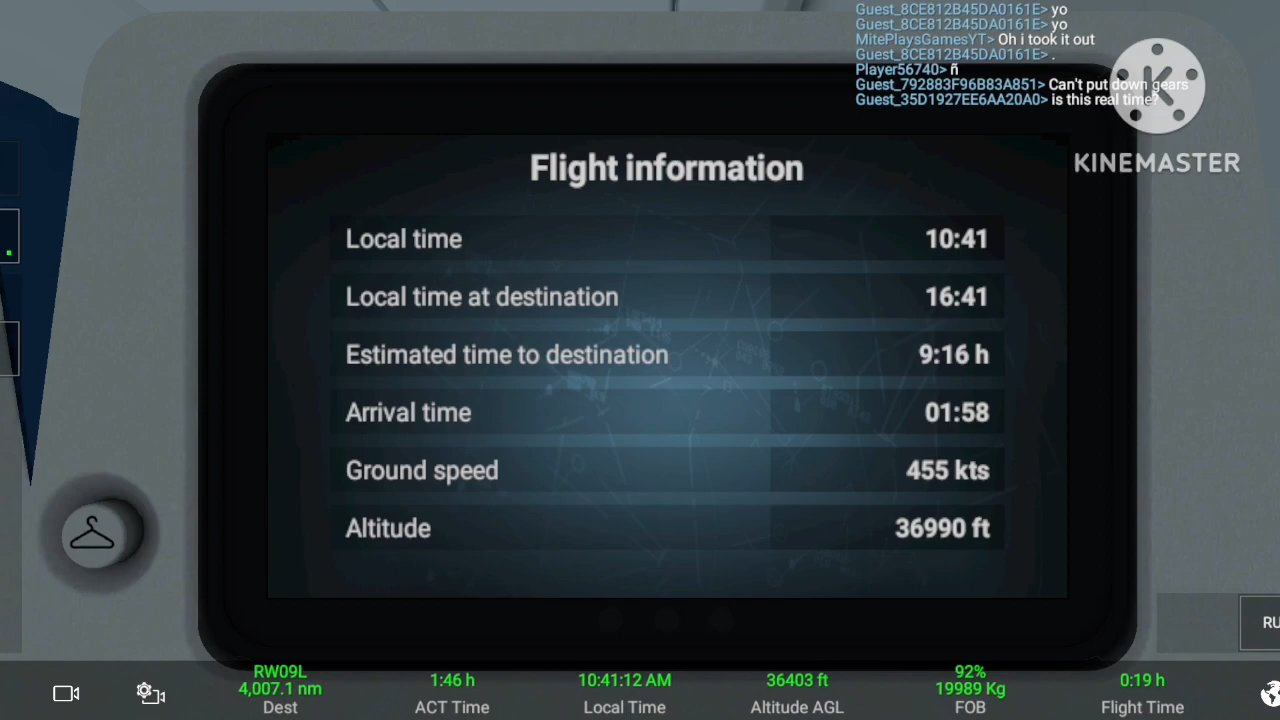 Guest_8CE812B45DA0161E> yo
Guest_8CE812B45DA0161E> yo
MitePlaysGamesYT> Oh i took it out
Guest_8CE812B45DA0161E> .
Player56740> ñ
Guest_792883F96B83A851> Can't put down gears
Guest_35D1927EE6AA20A0> is this real time?
K
KINEMASTER
Flight information
Local time 10:41
Local time at destination 16:41
Estimated time to destination 9:16 h
Arrival time 01:58
Ground speed 455 kts
Altitude 36990 ft
RU
RW09L
4,007.1 nm
Dest
1:46 h
ACT Time
10:41:12 AM
Local Time
36403 ft
Altitude AGL
92%
19989 Kg
FOB
0:19 h
Flight Time